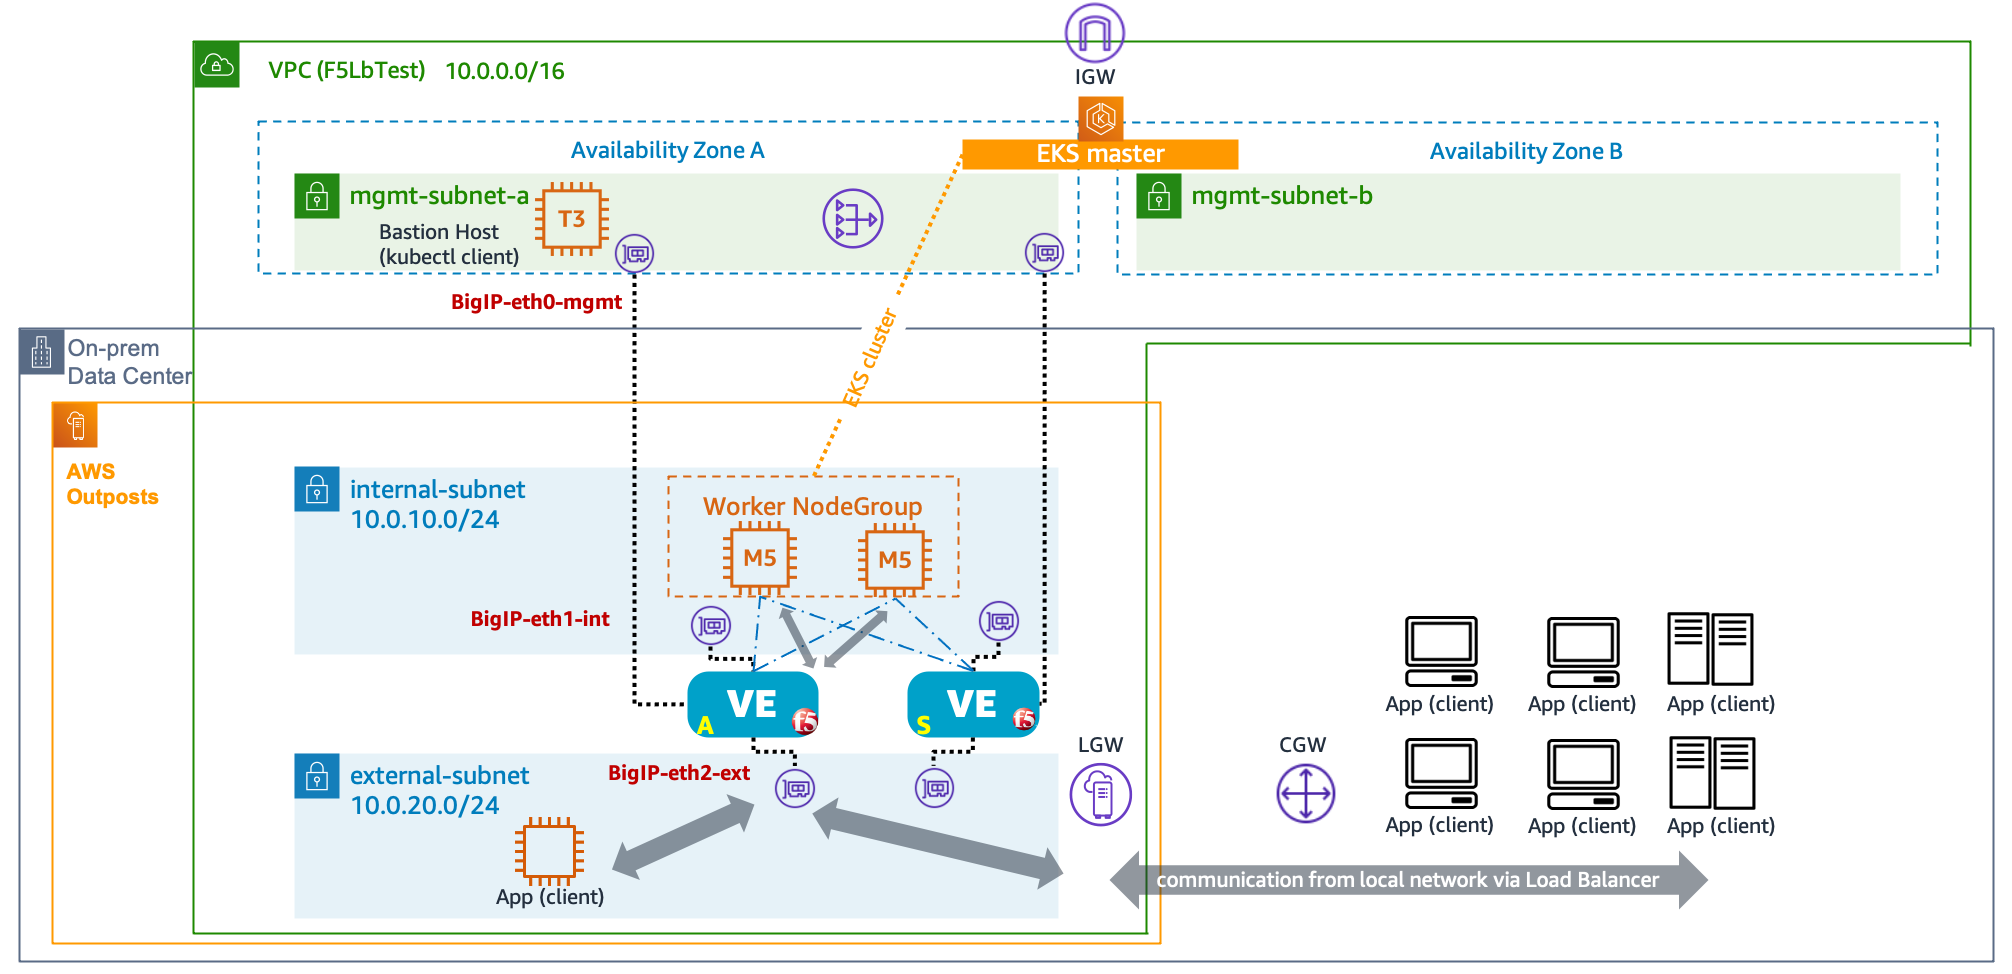 IGW
VPC (F5LbTest) 10.0.0.0/16
K
Availability Zone A
EKS master
Availability Zone B
mgmt-subnet-a
T3
mgmt-subnet-b
Bastion Host
(kubectl client)
BigIP-eth0-mgmt
On-prem
Data Center
EKS cluster
AWS
Outposts
internal-subnet
10.0.10.0/24
Worker NodeGroup
M5
M5
BigIP-eth1-int
VE
A
f5
VE
S
f5
App (client)
App (client)
App (client)
LGW
CGW
external-subnet
10.0.20.0/24
BigIP-eth2-ext
App (client)
App (client)
App (client)
communication from local network via Load Balancer
App (client)